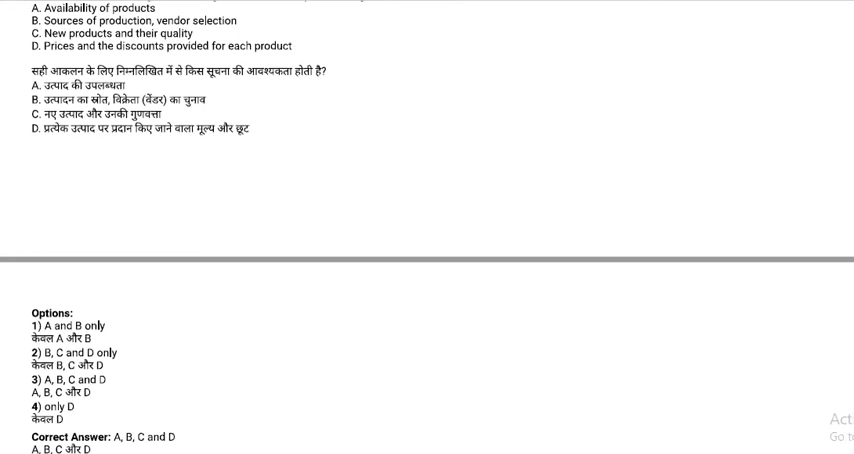 A. Availability of products
B. Sources of production, vendor selection
C. New products and their quality
D. Prices and the discounts provided for each product
सही आकलन के लिए निम्नलिखित में से किस सूचना की आवश्यकता होती है?
A. उत्पाद की उपलब्धता
B. उत्पादन का स्रोत, विक्रेता (वेंडर) का चुनाव
C. नए उत्पाद और उनकी गुणवत्ता
D. प्रत्येक उत्पाद पर प्रदान किए जाने वाला मूल्य और छूट
Options:
1) A and B only
केवल A और B
2) B, C and D only
केवल B, C और D
3) A, B, C and D
A, B, C और D
4) only D
केवल D
Correct Answer: A, B, C and D
A, B, C और D
Act
Go to